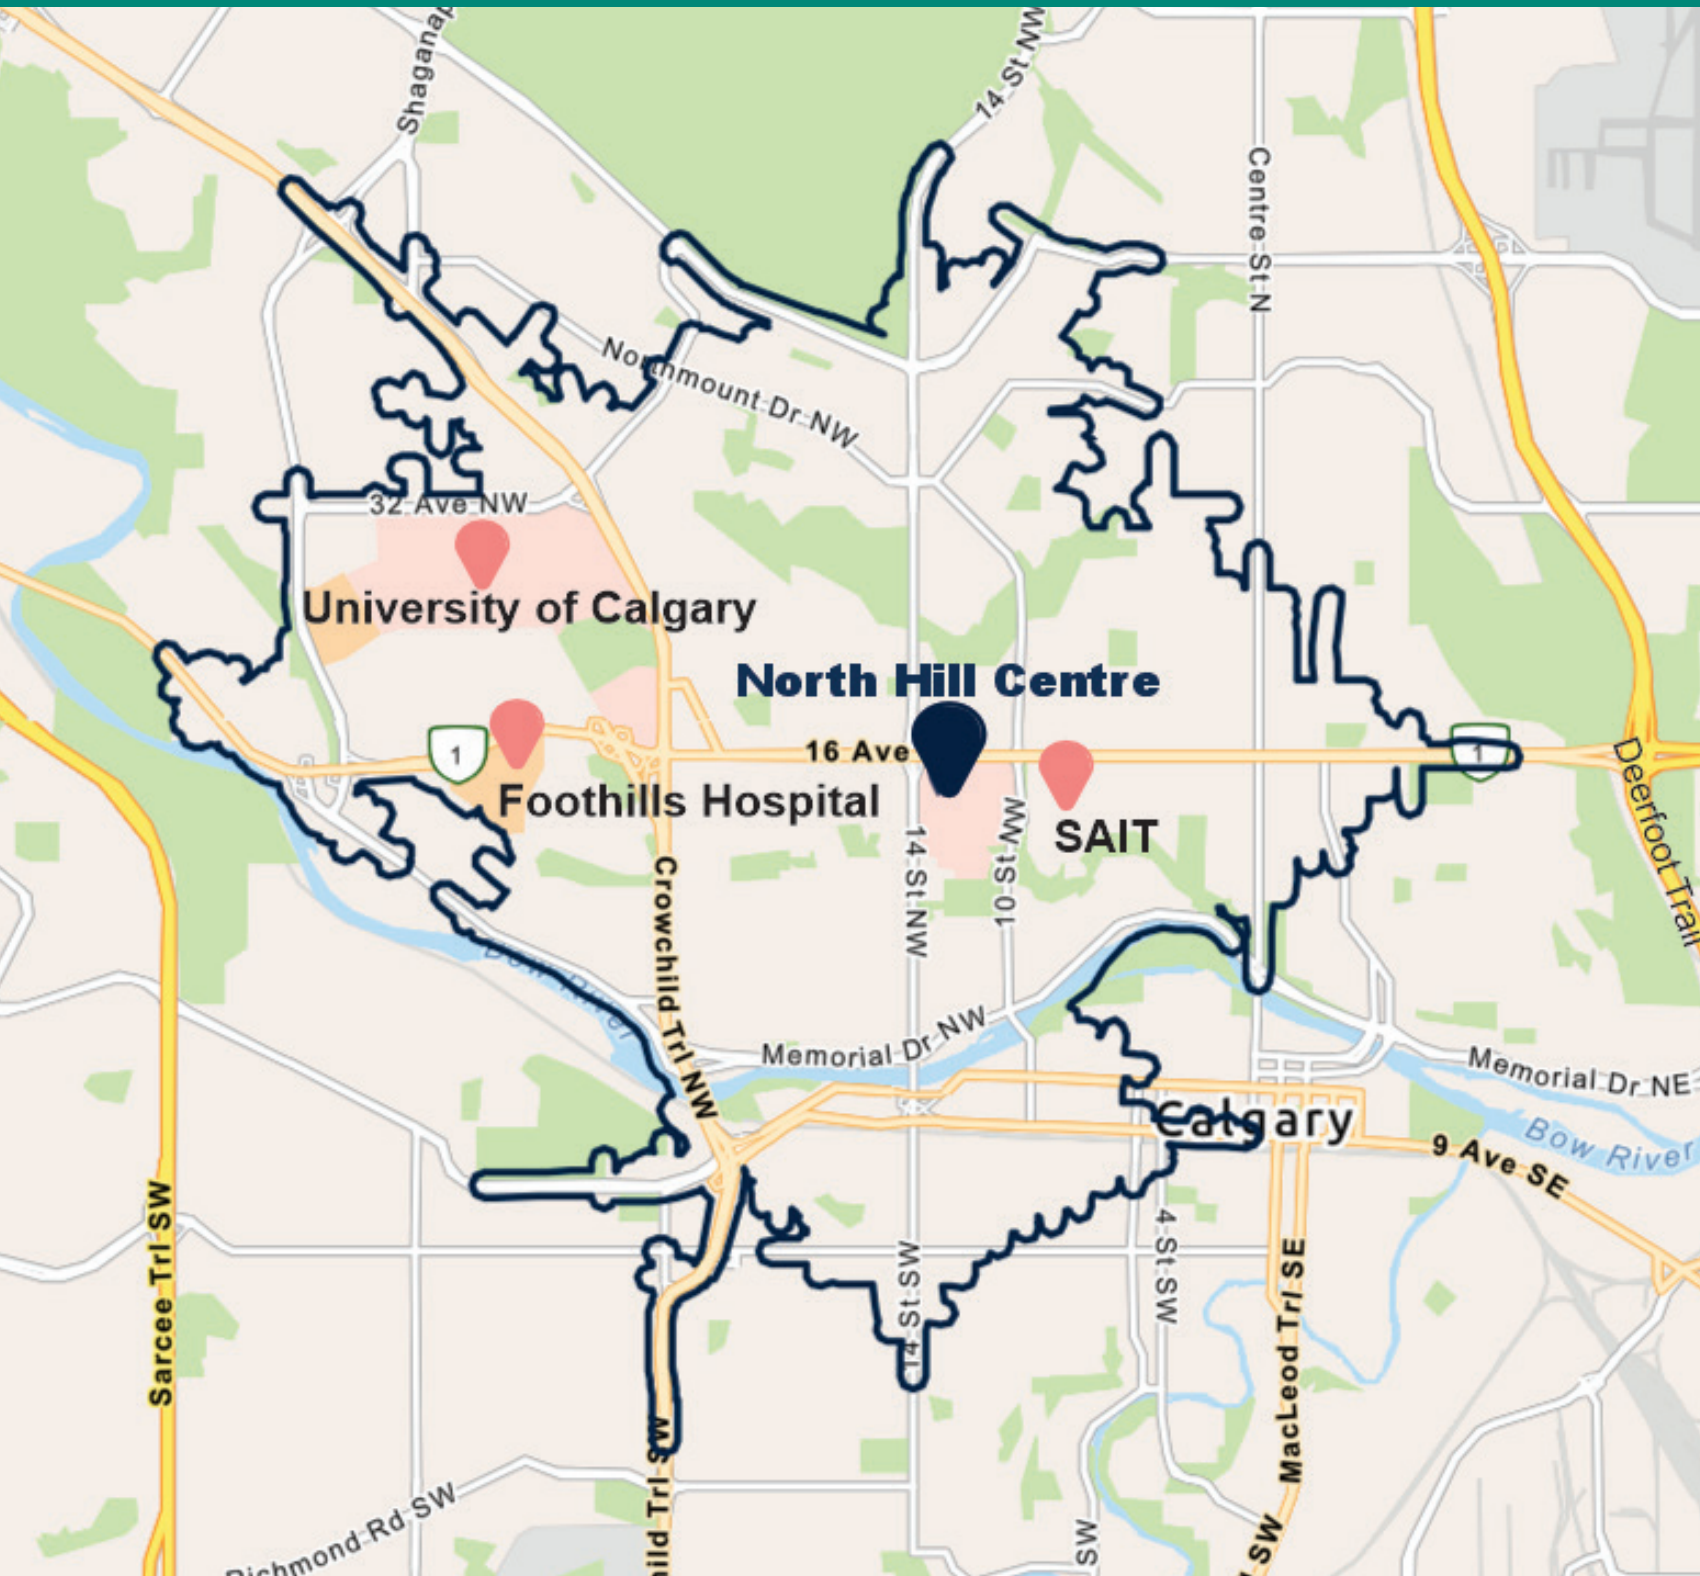 Shaganap
14 St NW
Centre St N
Northmount Dr NW
32 Ave NW
University of Calgary
North Hill Centre
1
16 Ave
1
Foothills Hospital
SAIT
Deerfoot Trail
14 St NW
10 St NW
Crowchild Trl NW
Bow River
Memorial Dr NW
Memorial Dr NE
Calgary
Bow River
9 Ave SE
Sarcee Trl SW
14 St SW
4 St SW
MacLeod Trl SE
hild Trl SW
Richmond Rd SW
SW
SW